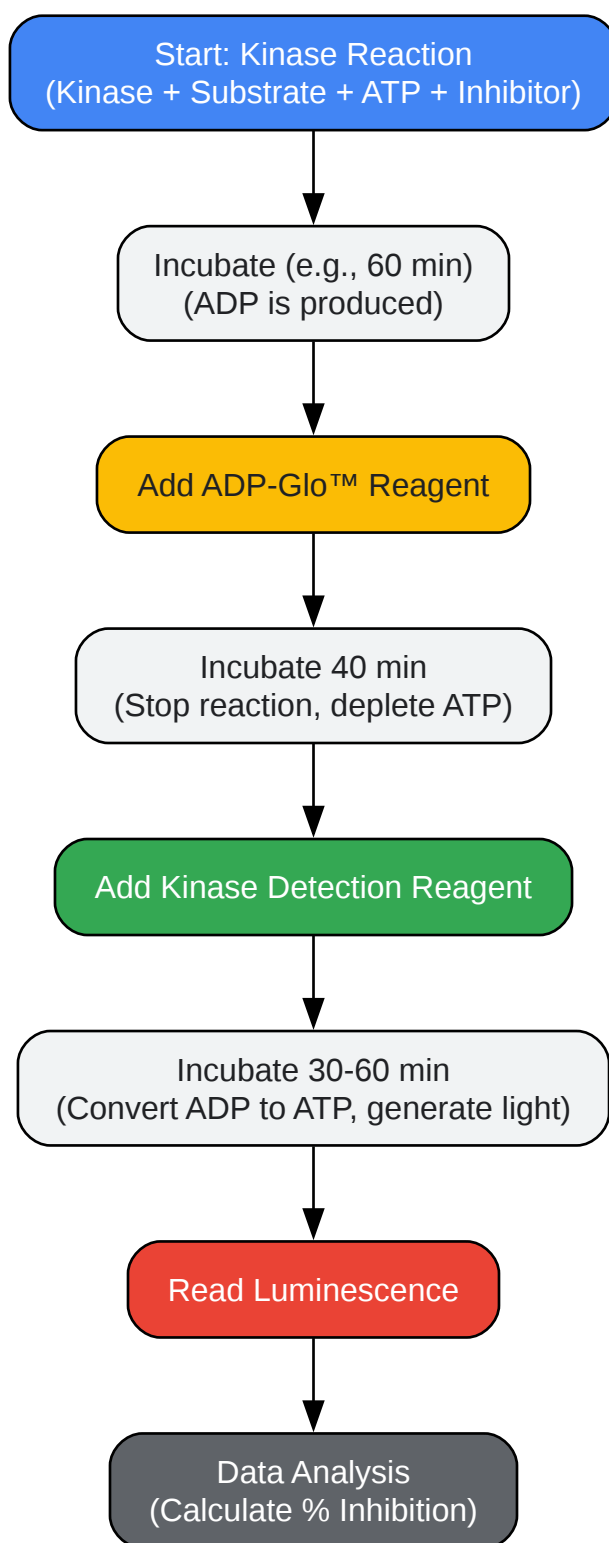 Start: Kinase Reaction
(Kinase + Substrate + ATP + Inhibitor)
Incubate (e.g., 60 min)
(ADP is produced)
Add ADP-Glo™ Reagent
Incubate 40 min
(Stop reaction, deplete ATP)
Add Kinase Detection Reagent
Incubate 30-60 min
(Convert ADP to ATP, generate light)
Read Luminescence
Data Analysis
(Calculate % Inhibition)